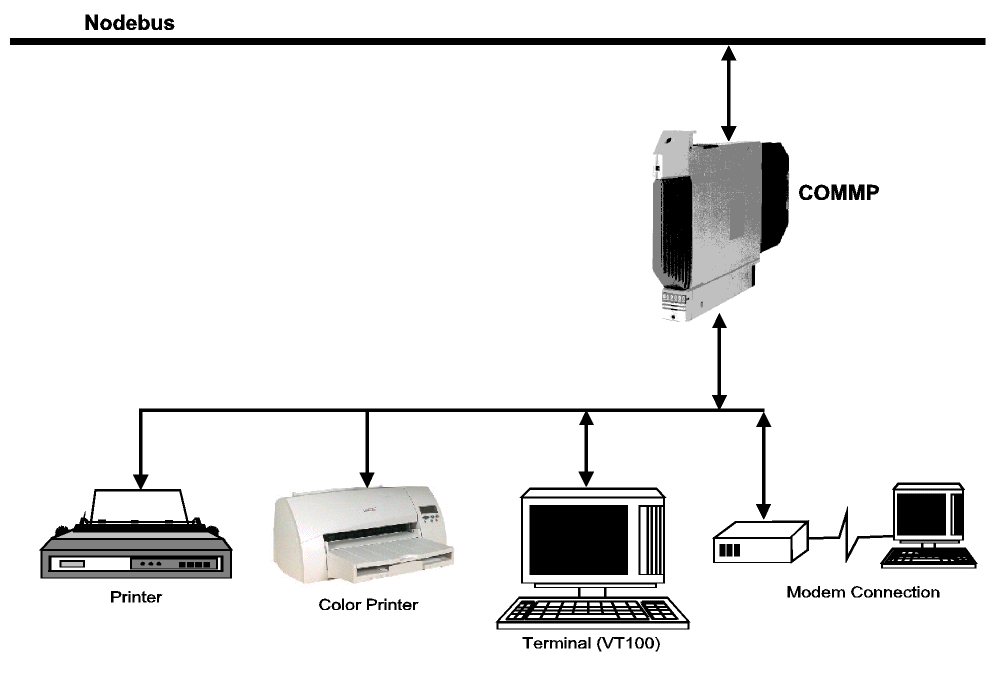 Nodebus
COMMP
Printer
Color Printer
Terminal (VT100)
Modem Connection